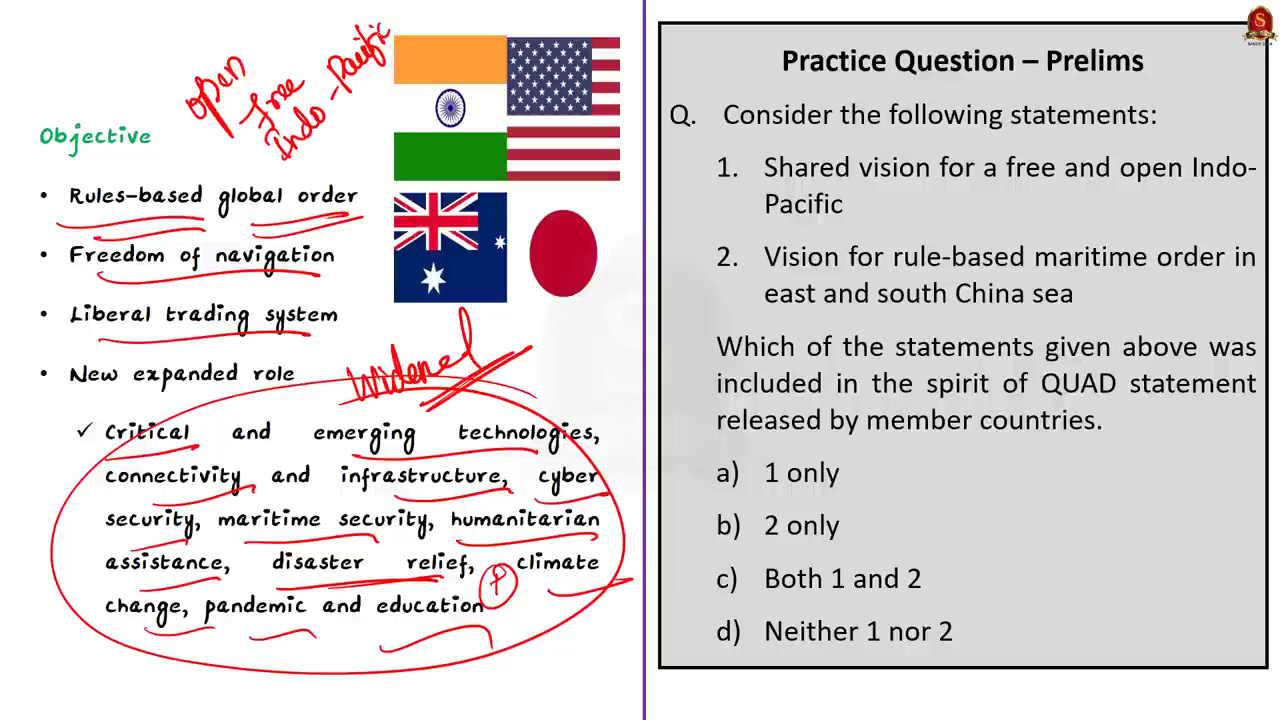 open
free
Indo-Pacific
Objective
• Rules-based global order
• Freedom of navigation
• Liberal trading system
• New expanded role
widened
✓ Critical and emerging technologies,
connectivity and infrastructure, cyber
security, maritime security, humanitarian
assistance, disaster relief, climate
change, pandemic and education
P
Practice Question – Prelims
Q. Consider the following statements:
1. Shared vision for a free and open Indo-
Pacific
2. Vision for rule-based maritime order in
east and south China sea
Which of the statements given above was
included in the spirit of QUAD statement
released by member countries.
a) 1 only
b) 2 only
c) Both 1 and 2
d) Neither 1 nor 2